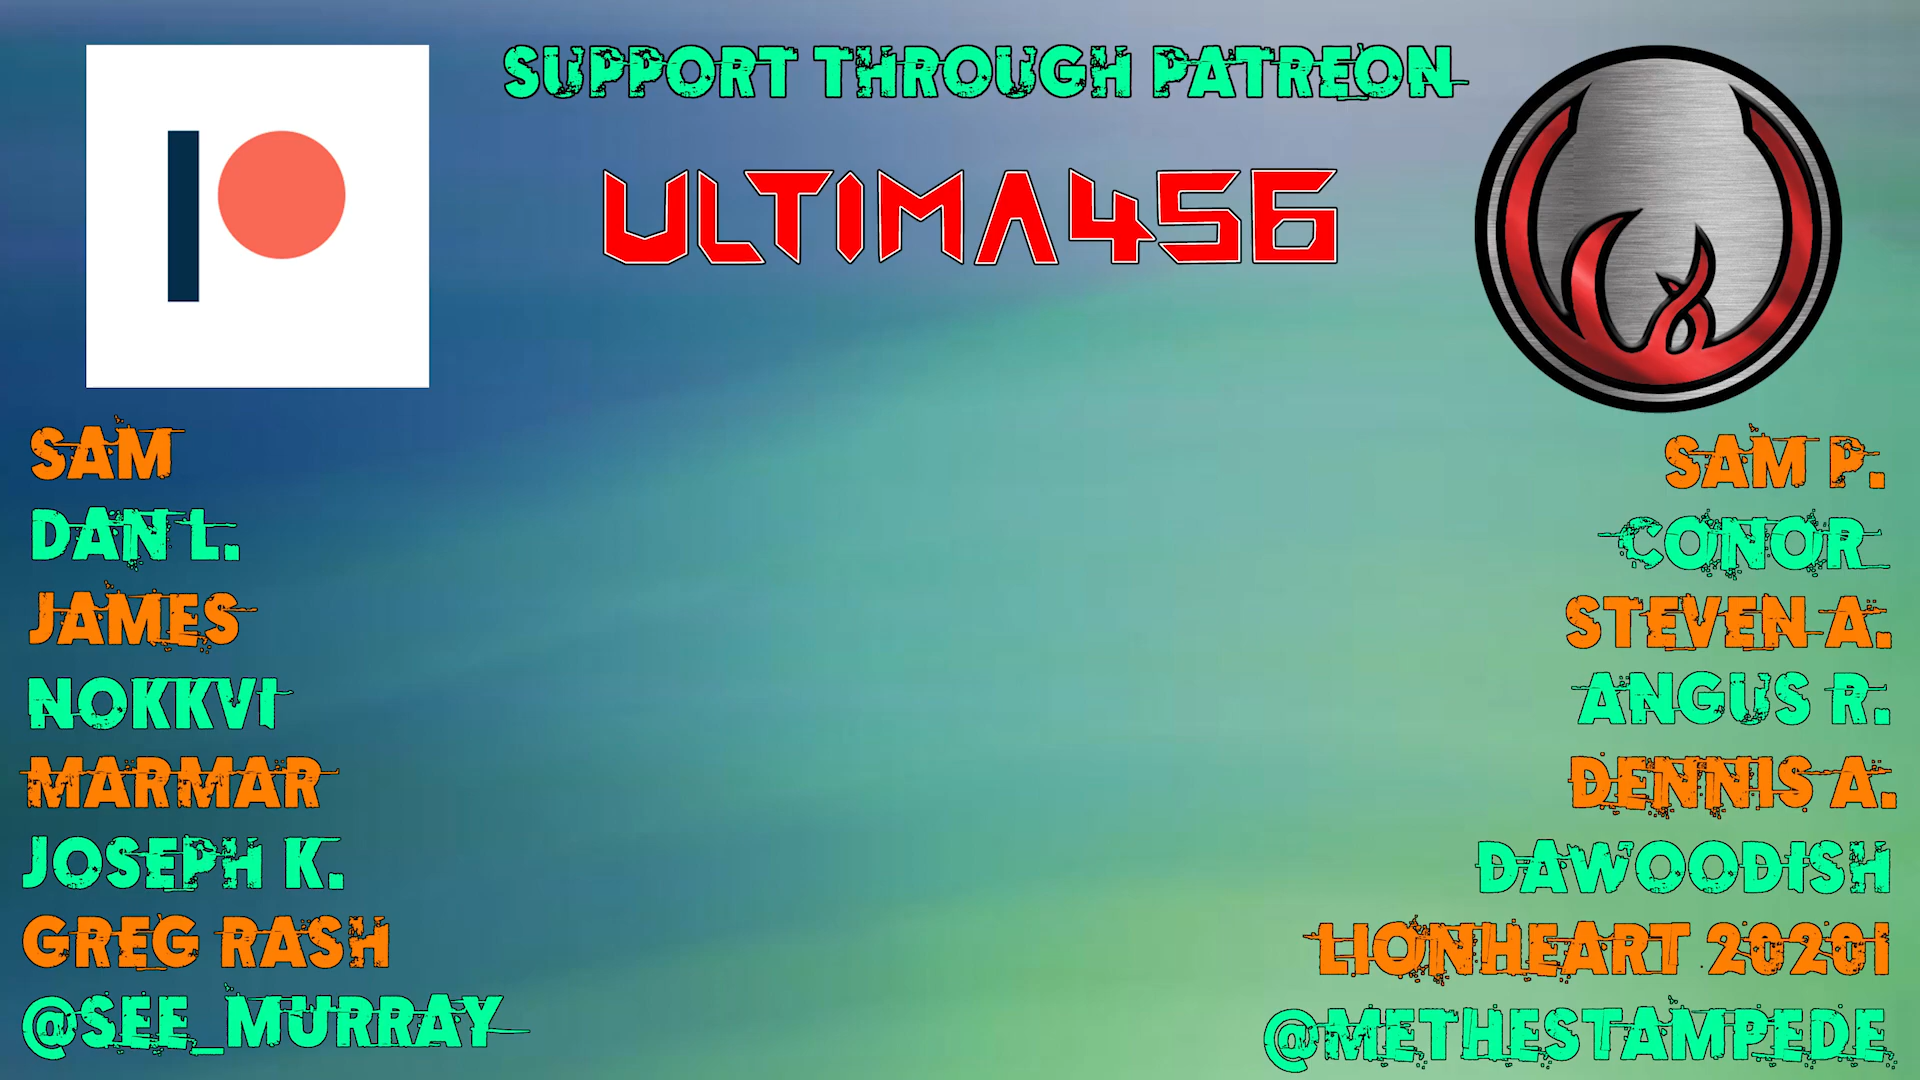 SUPPORT THROUGH PATREON
ULTIMA456
SAM
DAN L.
JAMES
NOKKVI
MARMAR
JOSEPH K.
GREG RASH
@SEE_MURRAY
SAM P.
CONOR
STEVEN A.
ANGUS R.
DENNIS A.
DAWOODISH
LIONHEART 20201
@METHESTAMPEDE